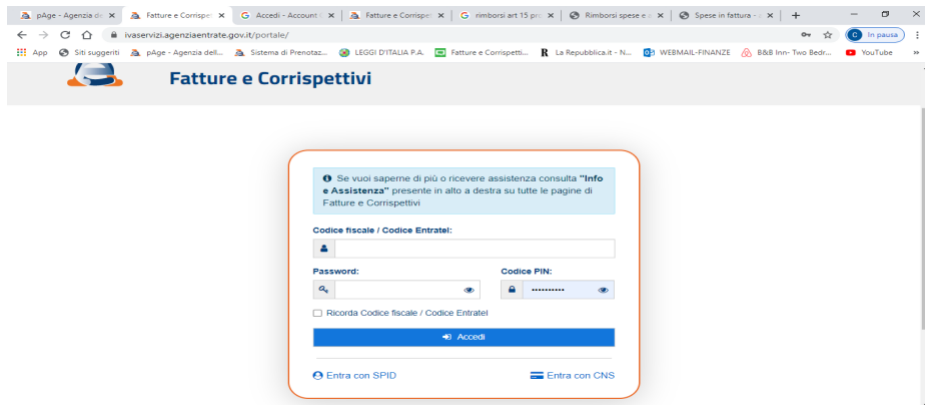 pAge - Agenzia de
Fatture e Corrispet
Accedi - Account
Fatture e Corrispet
rimborsi art 15 pr
Rimborsi spese e
Spese in fattura -
ivaservizi.agenziaentrate.gov.it/portale/
C In pausa
App
Siti suggeriti
pAge - Agenzia dell...
Sistema di Prenotaz...
LEGGI D'ITALIA P.A.
Fatture e Corrispetti...
R La Repubblica.it - N...
WEBMAIL-FINANZE
B&B Inn- Two Bedr...
YouTube
»
Fatture e Corrispettivi
Se vuoi saperne di più o ricevere assistenza consulta "Info
e Assistenza" presente in alto a destra su tutte le pagine di
Fatture e Corrispettivi
Codice fiscale / Codice Entratel:
Password:
Codice PIN:
Ricorda Codice fiscale / Codice Entratel
Accedi
Entra con SPID
Entra con CNS